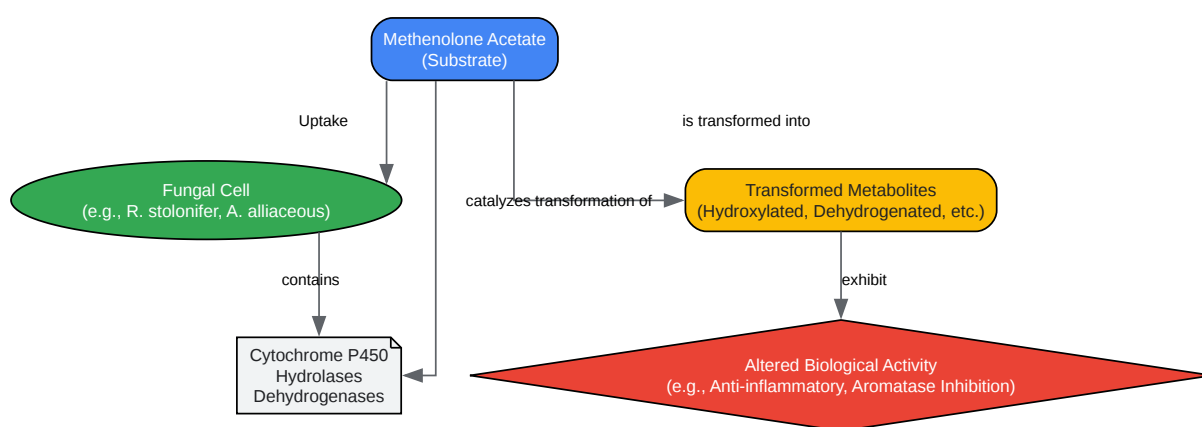 Methenolone Acetate
(Substrate)
Uptake
is transformed into
Fungal Cell
(e.g., R. stolonifer, A. alliaceous)
catalyzes transformation of
Transformed Metabolites
(Hydroxylated, Dehydrogenated, etc.)
contains
exhibit
Cytochrome P450
Hydrolases
Dehydrogenases
Altered Biological Activity
(e.g., Anti-inflammatory, Aromatase Inhibition)